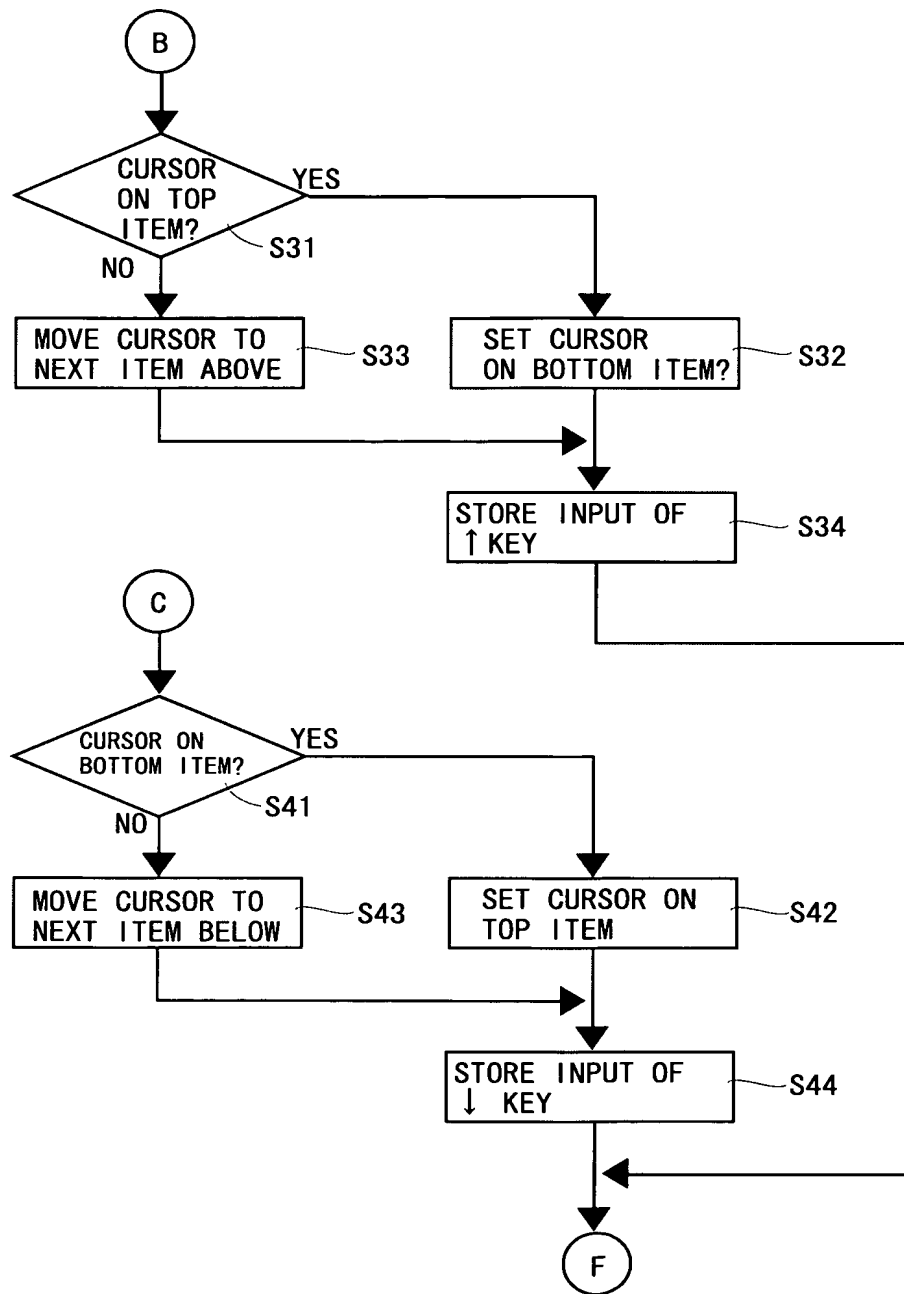 B
CURSOR
ON TOP
ITEM?
YES
S31
NO
MOVE CURSOR TO
NEXT ITEM ABOVE
S33
SET CURSOR
ON BOTTOM ITEM?
S32
STORE INPUT OF
↑ KEY
S34
C
CURSOR ON
BOTTOM ITEM?
YES
S41
NO
MOVE CURSOR TO
NEXT ITEM BELOW
S43
SET CURSOR ON
TOP ITEM
S42
STORE INPUT OF
↓ KEY
S44
F